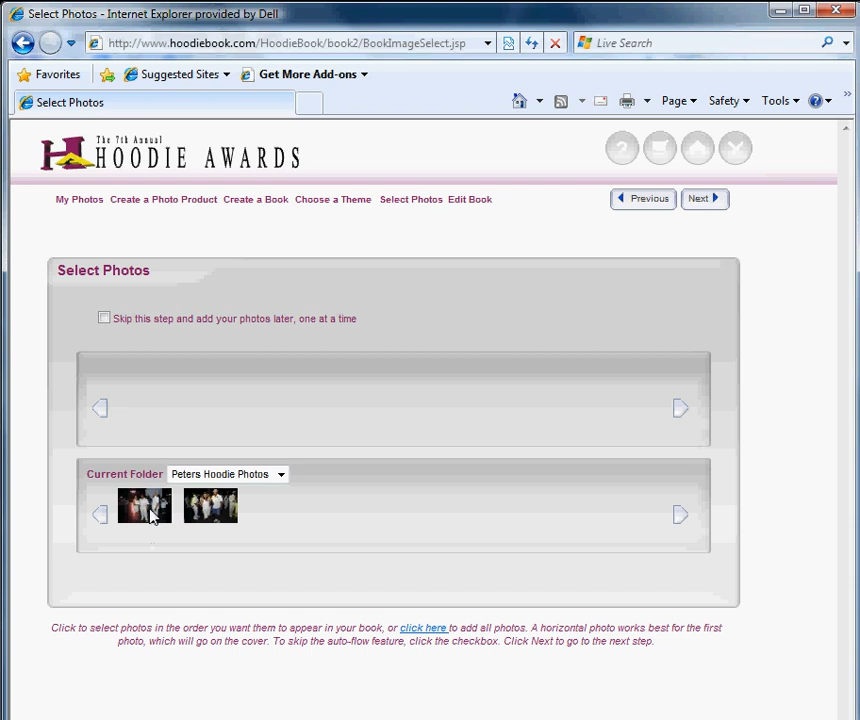 Select Photos - Internet Explorer provided by Dell
http://www.hoodiebook.com/HoodieBook/book2/BookImageSelect.jsp
Live Search
Favorites Suggested Sites Get More Add-ons
Select Photos
Page Safety Tools
The 7th Annual
HOODIE AWARDS
My Photos Create a Photo Product Create a Book Choose a Theme Select Photos Edit Book
Previous Next
Select Photos
Skip this step and add your photos later, one at a time
Current Folder Peters Hoodie Photos
Click to select photos in the order you want them to appear in your book, or click here to add all photos. A horizontal photo works best for the first
photo, which will go on the cover. To skip the auto-flow feature, click the checkbox. Click Next to go to the next step.